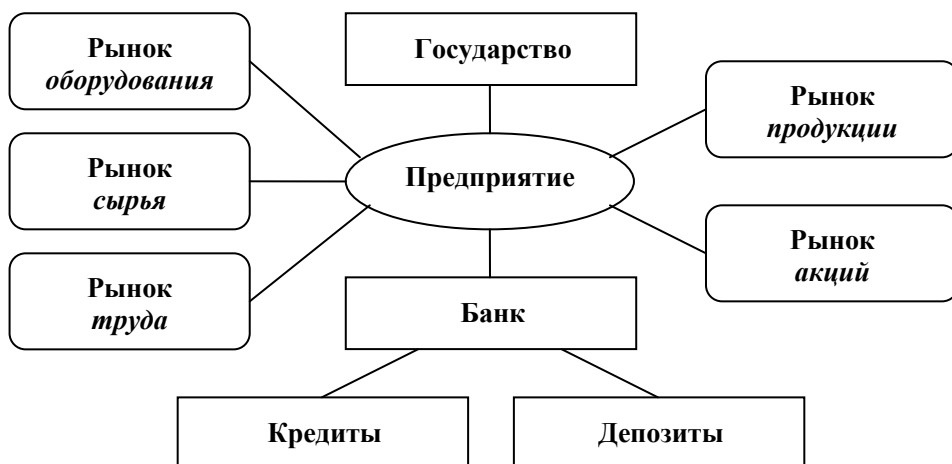 Рынок
оборудования
Государство
Рынок
продукции
Рынок
сырья
Предприятие
Рынок
акций
Рынок
труда
Банк
Кредиты
Депозиты